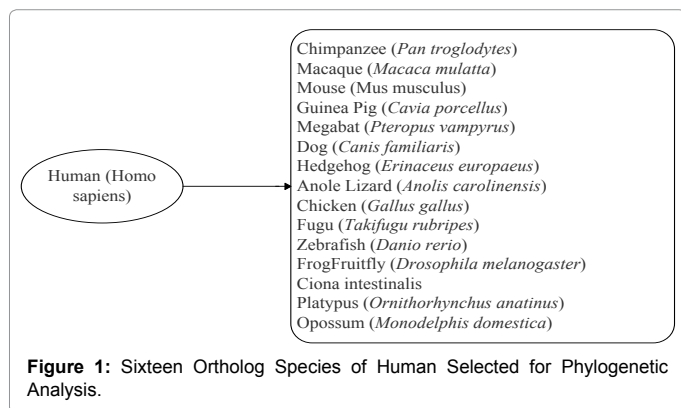 Human (Homo
sapiens)
Chimpanzee (Pan troglodytes)
Macaque (Macaca mulatta)
Mouse (Mus musculus)
Guinea Pig (Cavia porcellus)
Megabat (Pteropus vampyrus)
Dog (Canis familiaris)
Hedgehog (Erinaceus europaeus)
Anole Lizard (Anolis carolinensis)
Chicken (Gallus gallus)
Fugu (Takifugu rubripes)
Zebrafish (Danio rerio)
FrogFruitfly (Drosophila melanogaster)
Ciona intestinalis
Platypus (Ornithorhynchus anatinus)
Opossum (Monodelphis domestica)
Figure 1: Sixteen Ortholog Species of Human Selected for Phylogenetic
Analysis.